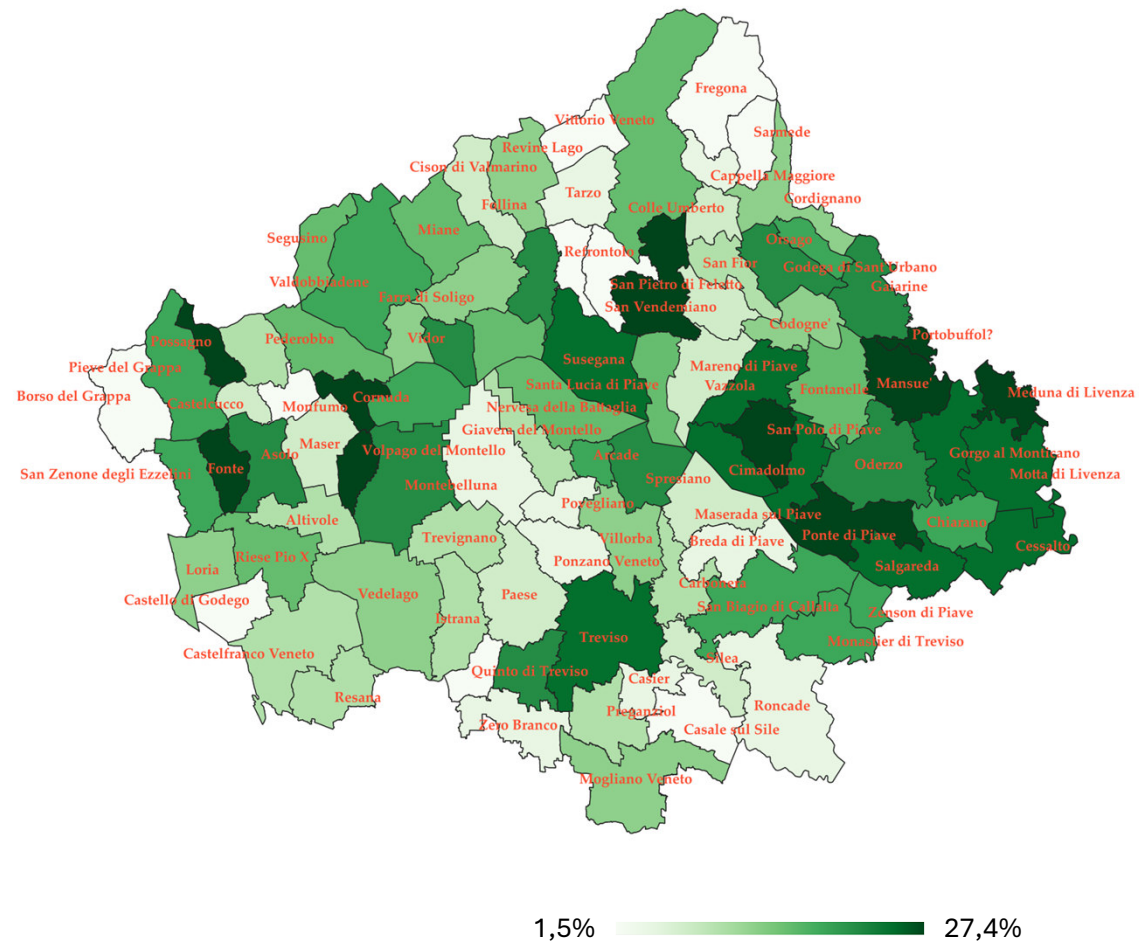 Fregona
Vittorio Veneto
Sarmede
Revine Lago
Cison di Valmarino
Cappella Maggiore
Tarzo
Cordignano
Follina
Colle Umberto
Miane
Segusino
Orsago
Refrontolo
San Fior
Godega di Sant'Urbano
Valdobbiadene
San Pietro di Feletto
Gaiarine
Farra di Soligo
San Vendemiano
Codogne'
Portobuffol?
Possagno
Pederobba
Vidor
Susegana
Pieve del Grappa
Mareno di Piave
Mansue'
Santa Lucia di Piave
Vazzola
Fontanelle
Meduna di Livenza
Borso del Grappa
Cornuda
Castelcucco
Monfumo
Nervesa della Battaglia
Giavera del Montello
San Polo di Piave
Maser
Volpago del Montello
Asolo
Arcade
Gorgo al Monticano
Fonte
Cimadolmo
Oderzo
San Zenone degli Ezzelini
Motta di Livenza
Spresiano
Montebelluna
Povegliano
Maserada sul Piave
Altivole
Chiarano
Trevignano
Villorba
Breda di Piave
Ponte di Piave
Cessalto
Riese Pio X
Ponzano Veneto
Loria
Salgareda
Carbonera
Vedelago
Paese
Castello di Godego
San Biagio di Callalta
Zenson di Piave
Istrana
Treviso
Monastier di Treviso
Castelfranco Veneto
Silea
Quinto di Treviso
Casier
Resana
Roncade
Preganziol
Zero Branco
Casale sul Sile
Mogliano Veneto
1,5%
27,4%